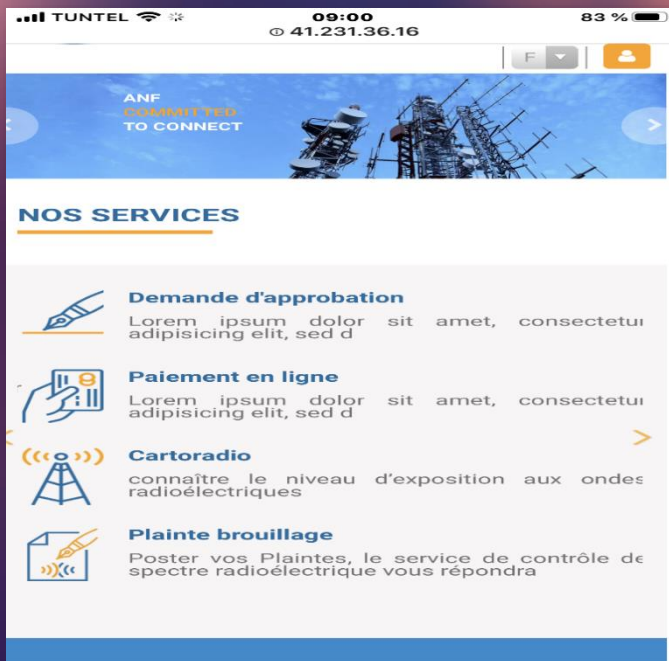 TUNTEL 09:00 83 %
41.231.36.16
F
ANF
COMMITTED
TO CONNECT
NOS SERVICES
Demande d'approbation
Lorem ipsum dolor sit amet, consectetur
adipisicing elit, sed d
Paiement en ligne
Lorem ipsum dolor sit amet, consectetur
adipisicing elit, sed d
Cartoradio
connaître le niveau d'exposition aux ondes
radioélectriques
Plainte brouillage
Poster vos Plaintes, le service de contrôle de
spectre radioélectrique vous répondra